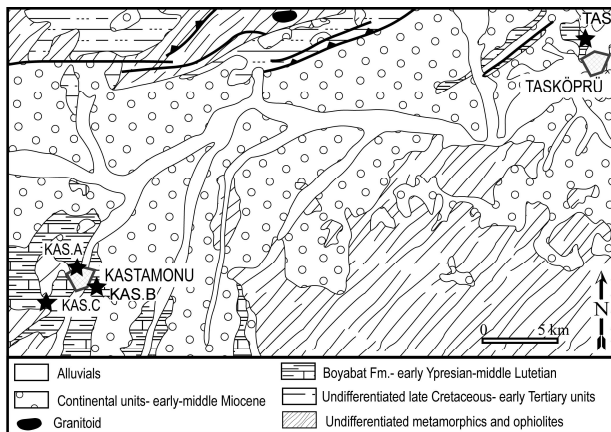 TAS
TASKÖPRÜ
KAS.A
KASTAMONU
KAS.B
KAS.C
N
0 5 km
Alluvials
Continental units- early-middle Miocene
Granitoid
Boyabat Fm.- early Ypresian-middle Lutetian
Undifferentiated late Cretaceous- early Tertiary units
Undifferentiated metamorphics and ophiolites